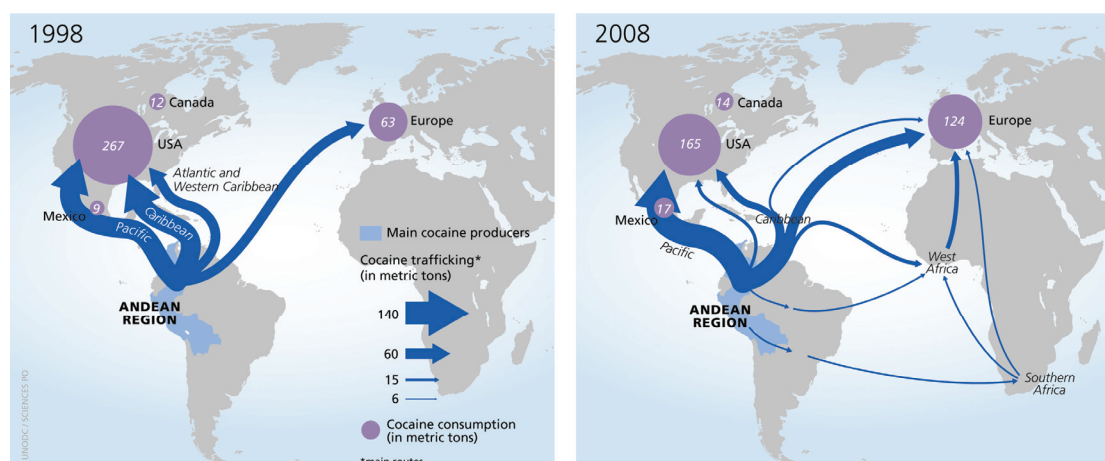 1998
12 Canada
267
USA
63
Europe
Atlantic and
Western Caribbean
9
Mexico
Caribbean
Pacific
ANDEAN
REGION
Main cocaine producers
Cocaine trafficking*
(in metric tons)
140
60
15
6
Cocaine consumption
(in metric tons)
*main routes
UNODC / SCIENCES PO
2008
14 Canada
165
USA
124
Europe
17
Mexico
Caribbean
Pacific
West
Africa
ANDEAN
REGION
Southern
Africa